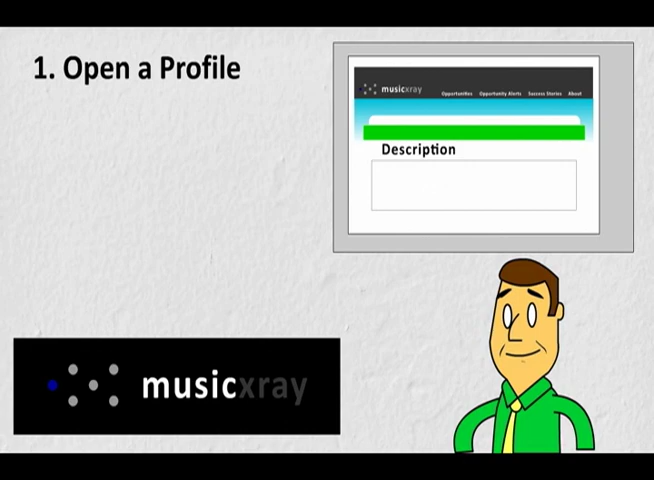 1. Open a Profile
musicxray
Opportunities Opportunity Alerts Success Stories About
Description
musicxray